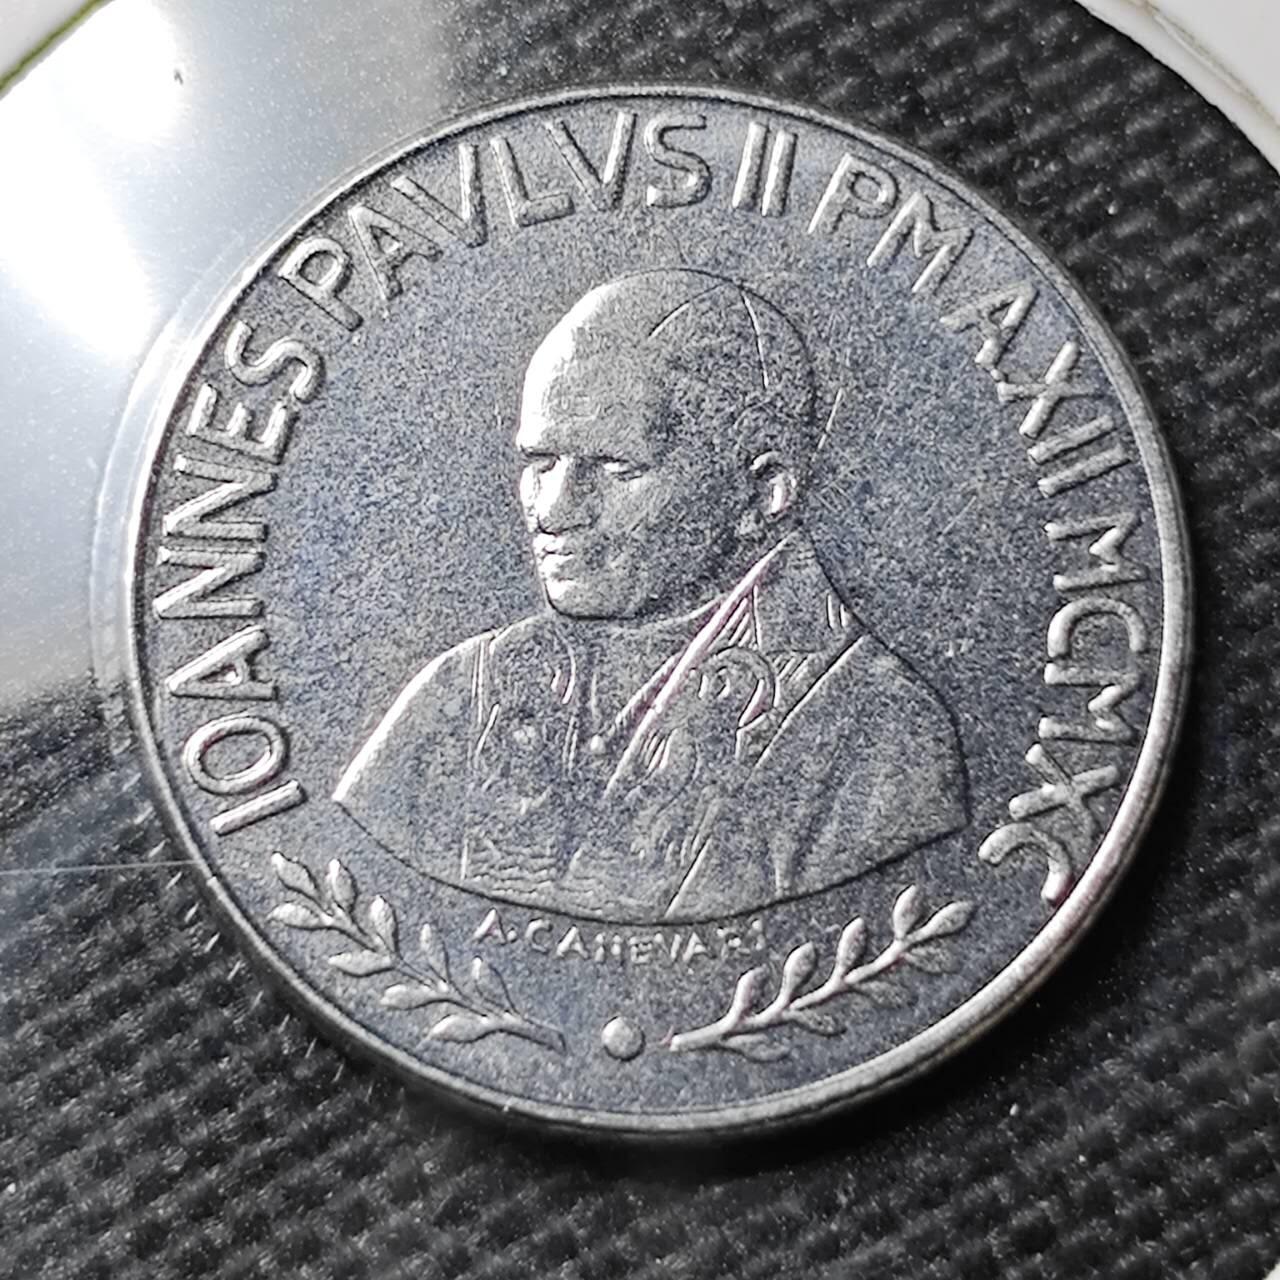 IOANNES PAVLVS II PM A XII MCMXC
A. CANEVARI